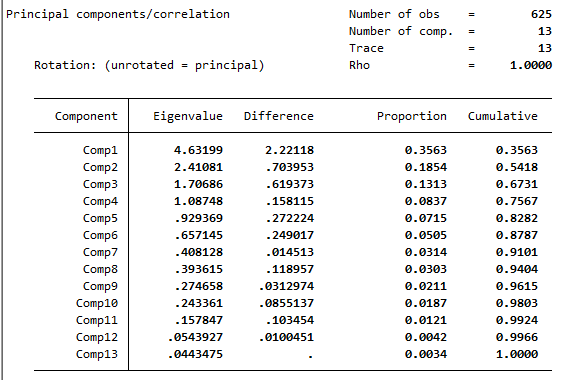 Principal components/correlation Number of obs = 625
Number of comp. = 13
Trace = 13
Rotation: (unrotated = principal) Rho = 1.0000
Component Eigenvalue Difference Proportion Cumulative
Comp1 4.63199 2.22118 0.3563 0.3563
Comp2 2.41081 .703953 0.1854 0.5418
Comp3 1.70686 .619373 0.1313 0.6731
Comp4 1.08748 .158115 0.0837 0.7567
Comp5 .929369 .272224 0.0715 0.8282
Comp6 .657145 .249017 0.0505 0.8787
Comp7 .408128 .014513 0.0314 0.9101
Comp8 .393615 .118957 0.0303 0.9404
Comp9 .274658 .0312974 0.0211 0.9615
Comp10 .243361 .0855137 0.0187 0.9803
Comp11 .157847 .103454 0.0121 0.9924
Comp12 .0543927 .0100451 0.0042 0.9966
Comp13 .0443475 . 0.0034 1.0000